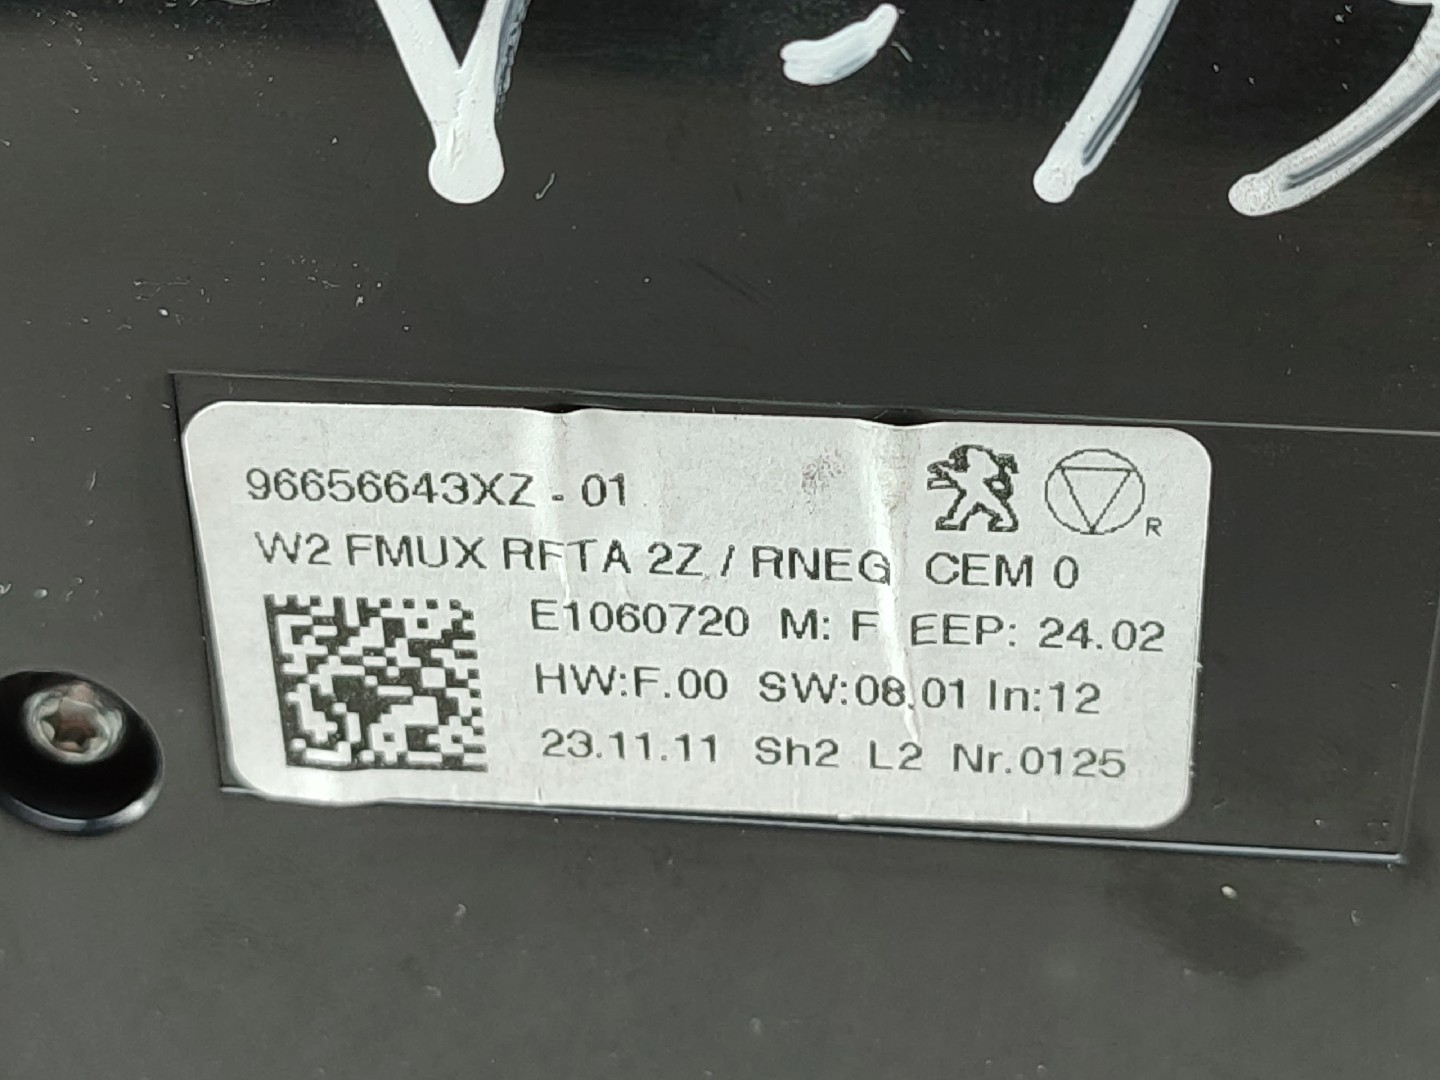 96656643XZ - 01
W2 FMUX RFTA 2Z / RNEG CEM 0
E1060720 M: F EEP: 24.02
HW:F.00 SW:08.01 In:12
23.11.11 Sh2 L2 Nr.0125
R